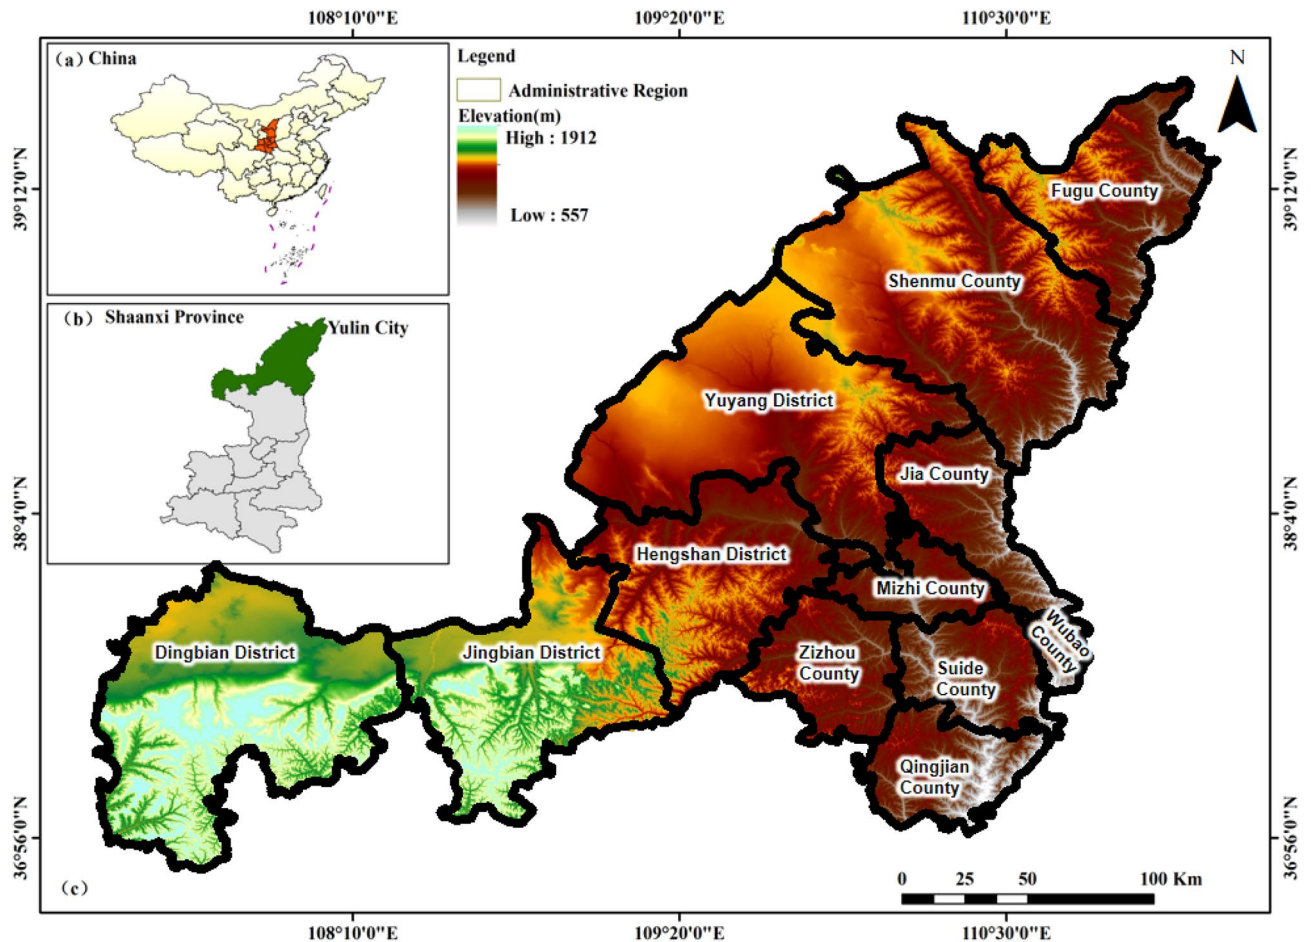 108°10'0"N
109°20'0"N
110°30'0"N
(a) China
Legend
Administrative Region
Elevation(m)
High : 1912
Low : 557
N
39°12'0"N
39°12'0"N
Fugu County
Shenmu County
(b) Shaanxi Province
Yulin City
Yuyang District
Jia County
38°4'0"N
38°4'0"N
Hengshan District
Mizhi County
Wubao
County
Dingbian District
Jingbian District
Zizhou
County
Suide
County
Qingjian
County
36°56'0"N
36°56'0"N
(c)
0 25 50 100 Km
108°10'0"N
109°20'0"N
110°30'0"N